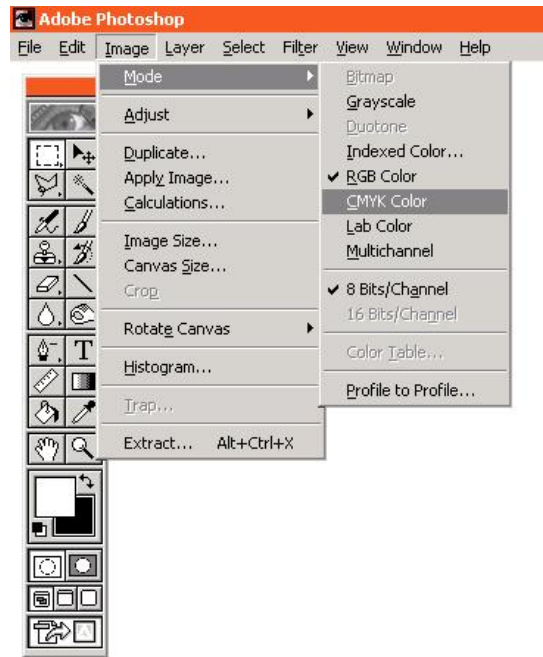 Adobe Photoshop
File Edit Image Layer Select Filter View Window Help
Mode
Adjust
Duplicate...
Apply Image...
Calculations...
Image Size...
Canvas Size...
Crop
Rotate Canvas
Histogram...
Trap...
Extract... Alt+Ctrl+X
Bitmap
Grayscale
Duotone
Indexed Color...
✔ RGB Color
CMYK Color
Lab Color
Multichannel
✔ 8 Bits/Channel
16 Bits/Channel
Color Table...
Profile to Profile...
T